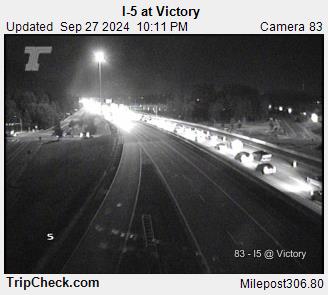 I-5 at Victory
Updated Sep 27 2024 10:11 PM Camera 83
T
S
83 - I5 @ Victory
TripCheck.com Milepost306.80